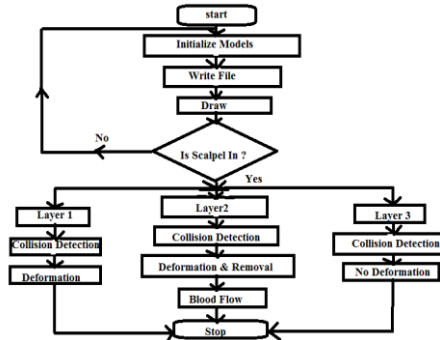 start
Initialize Models
Write File
Draw
Is Scalpel In ?
No
Yes
Layer 1
Layer2
Layer 3
Collision Detection
Collision Detection
Collision Detection
Deformation
Deformation & Removal
No Deformation
Blood Flow
Stop